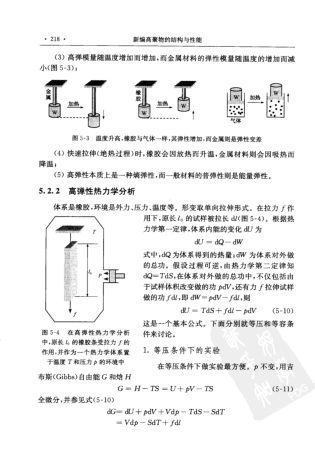 · 218 ·
新编高聚物的结构与性能
(3) 高弹模量随温度增加而增加,而金属材料的弹性模量随温度的增加而减
小(图 5-3);
金属
加热
W
W
橡胶
加热
W
W
加热
W
W
气体
图 5-3 温度升高,橡胶与气体一样,其弹性增加,而金属则是弹性变差
(4) 快速拉伸(绝热过程)时,橡胶会因放热而升温,金属材料则会因吸热而
降温;
(5) 高弹性本质上是一种熵弹性,而一般材料的普弹性则是能量弹性。
5.2.2 高弹性热力学分析
体系是橡胶,环境是外力、压力、温度等。形变取单向拉伸形式。在拉力 f 作
用下,原长 l₀ 的试样被拉长 dl(图 5-4)。根据热
力学第一定律,体系内能的变化 dU 为
dU = dQ − dW
式中,dQ 为体系得到的热量;dW 为体系对外做
的总功。假设过程可逆,由热力学第二定律知
dQ=TdS,在体系对外做的总功中,不仅包括由
于试样体积改变做的功 pdV,还有力 f 拉伸试样
做的功 fdl,即 dW=pdV−fdl,则
dU = TdS + fdl − pdV (5-10)
这是一个基本公式。下面分别就等压和等容条
件来讨论。
T
l₀
P
f
图 5-4 在高弹性热力学分析
中,原长 l₀ 的橡胶条受拉力 f 的
作用,并作为一个热力学体系置
于温度 T 和压力 p 的环境中
1. 等压条件下的实验
在等压条件下做实验最方便。p 不变,用吉
布斯(Gibbs)自由能 G 和焓 H
G = H − TS = U + pV − TS (5-11)
全微分,并参见式(5-10)
dG= dU + pdV + Vdp − TdS − SdT
= Vdp − SdT + fdl